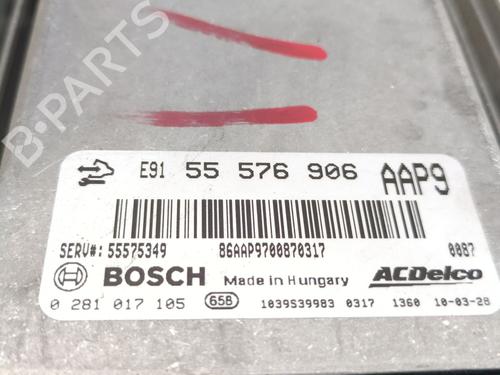 B-PARTS
E91 55 576 906 AAP9
SERV#: 55575349 86AAP9700870317 0087
BOSCH Made in Hungary ACDelco
0 281 017 105 658 1039S39983 0317 1360 10-03-28